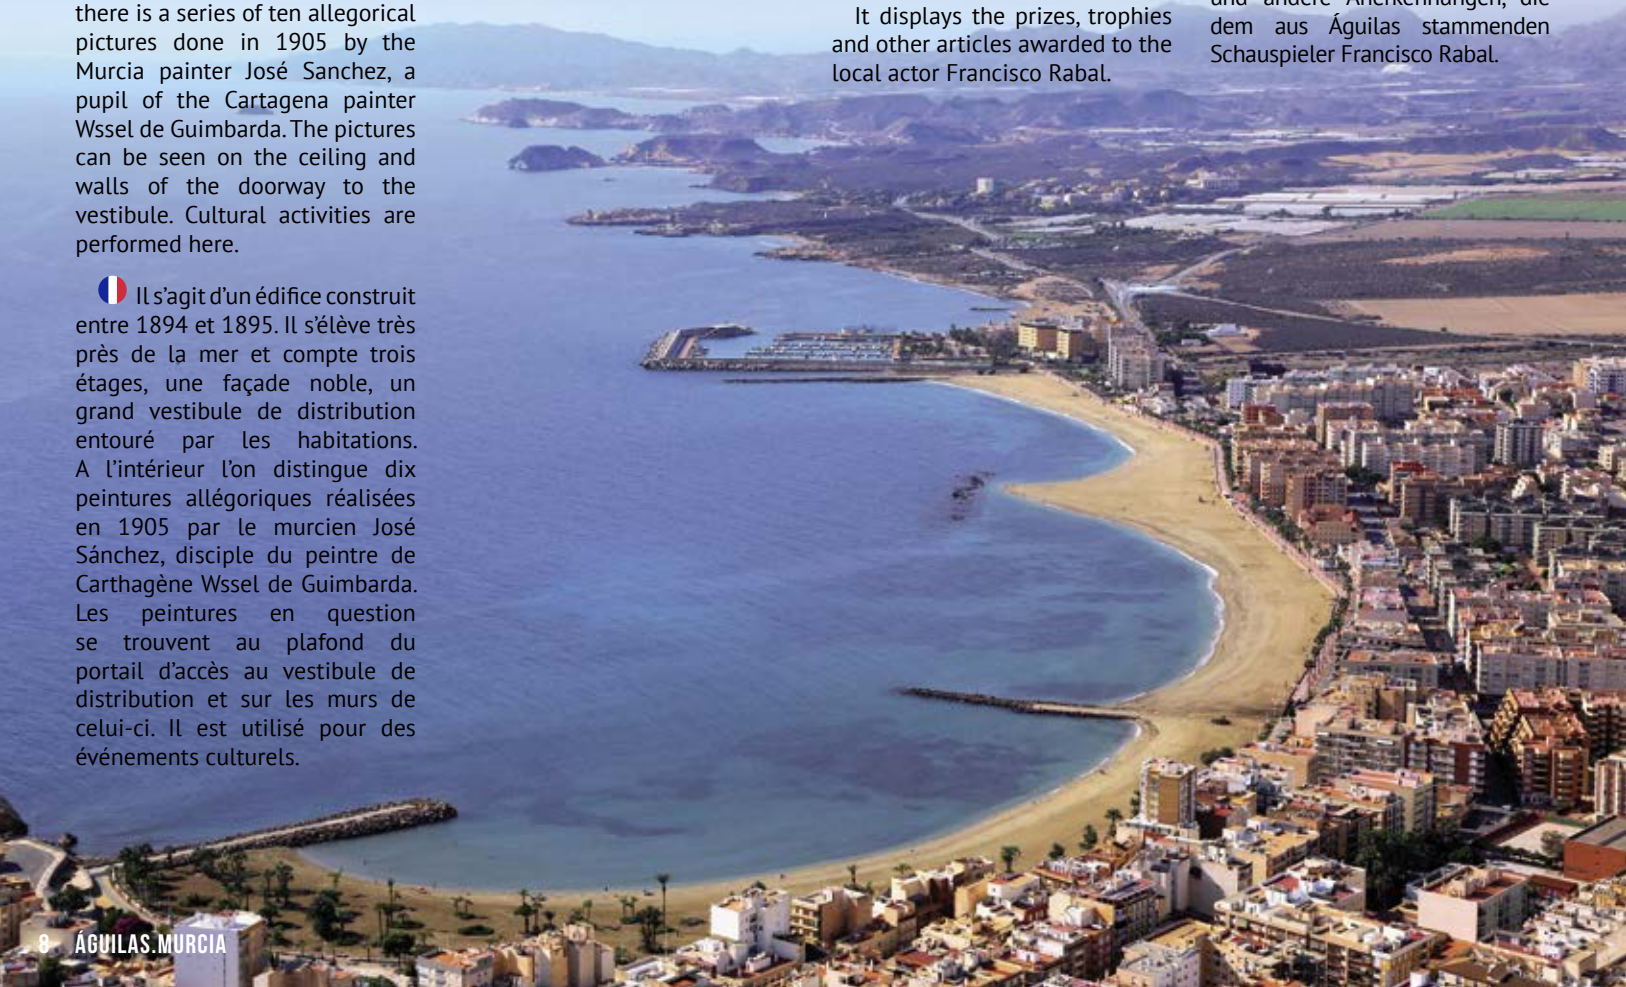 there is a series of ten allegorical
pictures done in 1905 by the
Murcia painter José Sanchez, a
pupil of the Cartagena painter
Wssel de Guimbarda. The pictures
can be seen on the ceiling and
walls of the doorway to the
vestibule. Cultural activities are
performed here.
Il s’agit d’un édifice construit
entre 1894 et 1895. Il s’élève très
près de la mer et compte trois
étages, une façade noble, un
grand vestibule de distribution
entouré par les habitations.
A l’intérieur l’on distingue dix
peintures allégoriques réalisées
en 1905 par le murcien José
Sánchez, disciple du peintre de
Carthagène Wssel de Guimbarda.
Les peintures en question
se trouvent au plafond du
portail d’accès au vestibule de
distribution et sur les murs de
celui-ci. Il est utilisé pour des
événements culturels.
It displays the prizes, trophies
and other articles awarded to the
local actor Francisco Rabal.
und andere Anerkennungen, die
dem aus Águilas stammenden
Schauspieler Francisco Rabal.
8 ÁGUILAS.MURCIA